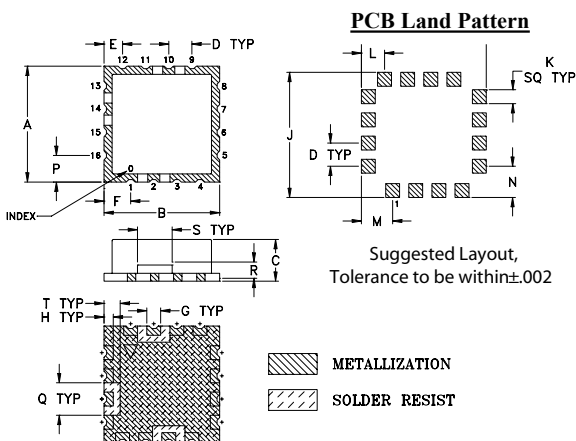 PCB Land Pattern
E
D TYP
12 11 10 9
K
SQ TYP
L
13
14
15
16
8
7
6
5
A
P
0
1 2 3 4
INDEX
F
B
J
D TYP
N
1
M
S TYP
R
C
Suggested Layout,
Tolerance to be within±.002
T TYP
H TYP
G TYP
Q TYP
METALLIZATION
SOLDER RESIST